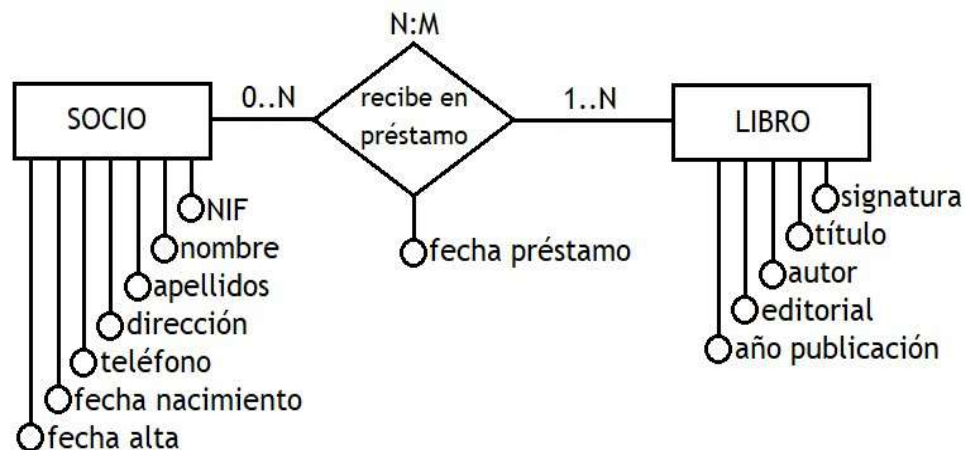 N:M
SOCIO
0..N
recibe en
préstamo
1..N
LIBRO
NIF
nombre
apellidos
dirección
teléfono
fecha nacimiento
fecha alta
fecha préstamo
signatura
título
autor
editorial
año publicación